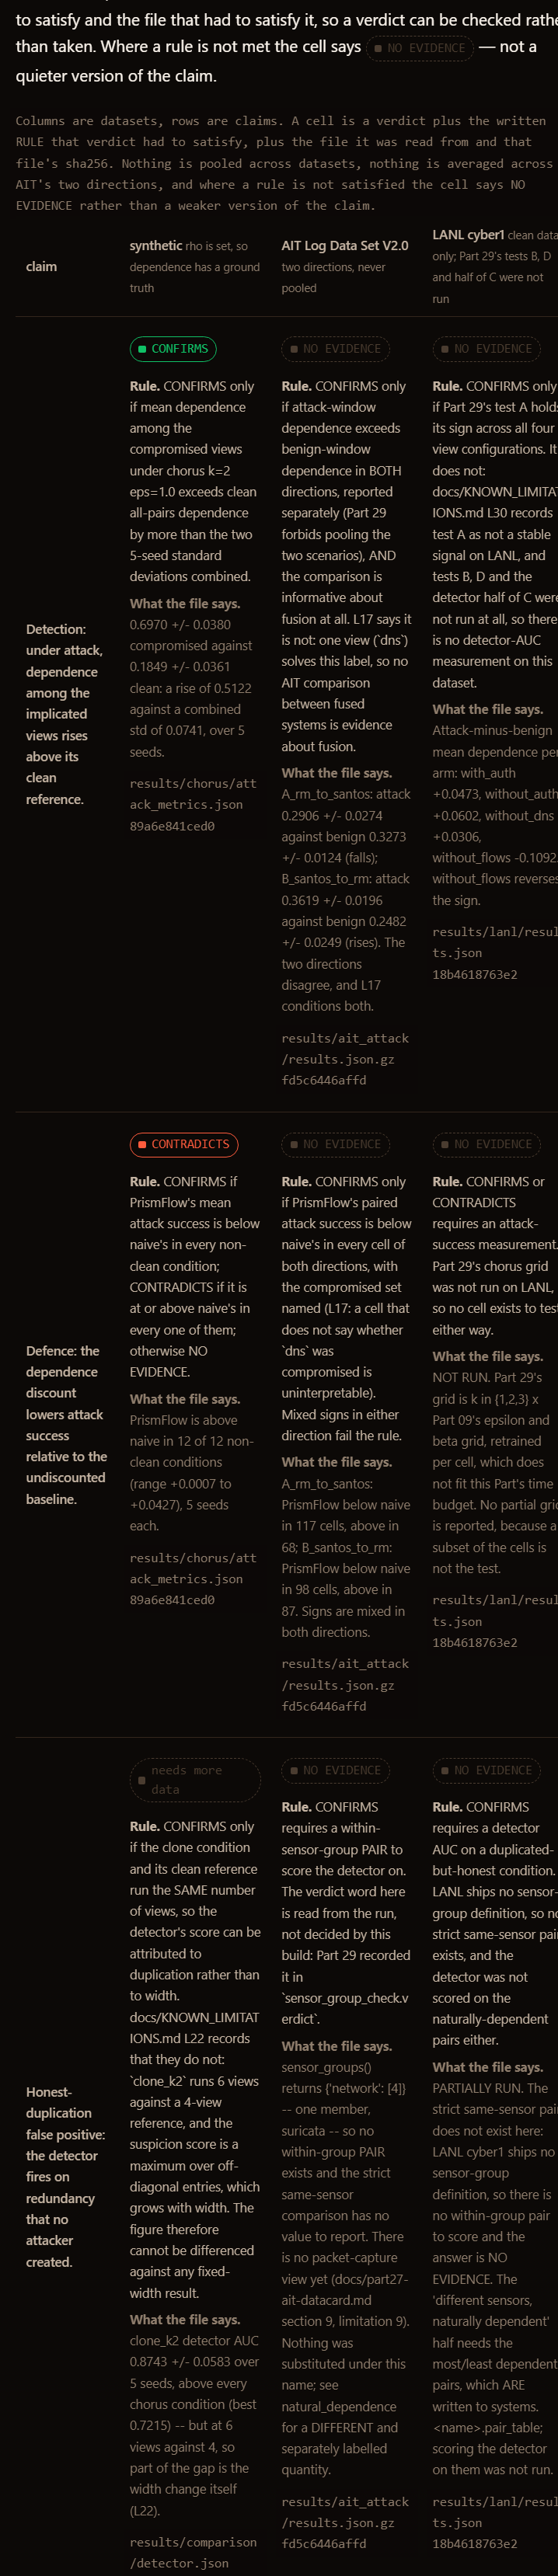 to satisfy and the file that had to satisfy it, so a verdict can be checked rathe
than taken. Where a rule is not met the cell says NO EVIDENCE — not a
quieter version of the claim.
Columns are datasets, rows are claims. A cell is a verdict plus the written
RULE that verdict had to satisfy, plus the file it was read from and that
file's sha256. Nothing is pooled across datasets, nothing is averaged across
AIT's two directions, and where a rule is not satisfied the cell says NO
EVIDENCE rather than a weaker version of the claim.
claim
synthetic rho is set, so
dependence has a ground
truth
AIT Log Data Set V2.0
two directions, never
pooled
LANL cyber1 clean data
only; Part 29's tests B, D
and half of C were not
run
Detection:
under attack,
dependence
among the
implicated
views rises
above its
clean
reference.
CONFIRMS
Rule. CONFIRMS only
if mean dependence
among the
compromised views
under chorus k=2
eps=1.0 exceeds clean
all-pairs dependence
by more than the two
5-seed standard
deviations combined.
What the file says.
0.6970 +/- 0.0380
compromised against
0.1849 +/- 0.0361
clean: a rise of 0.5122
against a combined
std of 0.0741, over 5
seeds.
results/chorus/att
ack_metrics.json
89a6e841ced0
NO EVIDENCE
Rule. CONFIRMS only
if attack-window
dependence exceeds
benign-window
dependence in BOTH
directions, reported
separately (Part 29
forbids pooling the
two scenarios), AND
the comparison is
informative about
fusion at all. L17 says it
is not: one view (`dns`)
solves this label, so no
AIT comparison
between fused
systems is evidence
about fusion.
What the file says.
A_rm_to_santos: attack
0.2906 +/- 0.0274
against benign 0.3273
+/- 0.0124 (falls);
B_santos_to_rm: attack
0.3619 +/- 0.0196
against benign 0.2482
+/- 0.0249 (rises). The
two directions
disagree, and L17
conditions both.
results/ait_attack
/results.json.gz
fd5c6446affd
NO EVIDENCE
Rule. CONFIRMS only
if Part 29's test A holds
its sign across all four
view configurations. It
does not:
docs/KNOWN_LIMITAT
IONS.md L30 records
test A as not a stable
signal on LANL, and
tests B, D and the
detector half of C were
not run at all, so there
is no detector-AUC
measurement on this
dataset.
What the file says.
Attack-minus-benign
mean dependence per
arm: with_auth
+0.0473, without_auth
+0.0602, without_dns
+0.0306,
without_flows -0.1092.
without_flows reverses
the sign.
results/lanl/resul
ts.json
18b4618763e2
Defence: the
dependence
discount
lowers attack
success
relative to the
undiscounted
baseline.
CONTRADICTS
Rule. CONFIRMS if
PrismFlow's mean
attack success is below
naive's in every non-
clean condition;
CONTRADICTS if it is
at or above naive's in
every one of them;
otherwise NO
EVIDENCE.
What the file says.
PrismFlow is above
naive in 12 of 12 non-
clean conditions
(range +0.0007 to
+0.0427), 5 seeds
each.
results/chorus/att
ack_metrics.json
89a6e841ced0
NO EVIDENCE
Rule. CONFIRMS only
if PrismFlow's paired
attack success is below
naive's in every cell of
both directions, with
the compromised set
named (L17: a cell that
does not say whether
`dns` was
compromised is
uninterpretable).
Mixed signs in either
direction fail the rule.
What the file says.
A_rm_to_santos:
PrismFlow below naive
in 117 cells, above in
68; B_santos_to_rm:
PrismFlow below naive
in 98 cells, above in
87. Signs are mixed in
both directions.
results/ait_attack
/results.json.gz
fd5c6446affd
NO EVIDENCE
Rule. CONFIRMS or
CONTRADICTS
requires an attack-
success measurement.
Part 29's chorus grid
was not run on LANL,
so no cell exists to test
either way.
What the file says.
NOT RUN. Part 29's
grid is k in {1,2,3} x
Part 09's epsilon and
beta grid, retrained
per cell, which does
not fit this Part's time
budget. No partial grid
is reported, because a
subset of the cells is
not the test.
results/lanl/resul
ts.json
18b4618763e2
Honest-
duplication
false positive:
the detector
fires on
redundancy
that no
attacker
created.
needs more
data
Rule. CONFIRMS only
if the clone condition
and its clean reference
run the SAME number
of views, so the
detector's score can be
attributed to
duplication rather than
to width.
docs/KNOWN_LIMITAT
IONS.md L22 records
that they do not:
`clone_k2` runs 6 views
against a 4-view
reference, and the
suspicion score is a
maximum over off-
diagonal entries, which
grows with width. The
figure therefore
cannot be differenced
against any fixed-
width result.
What the file says.
clone_k2 detector AUC
0.8743 +/- 0.0583 over
5 seeds, above every
chorus condition (best
0.7215) -- but at 6
views against 4, so
part of the gap is the
width change itself
(L22).
results/comparison
/detector.json
NO EVIDENCE
Rule. CONFIRMS
requires a within-
sensor-group PAIR to
score the detector on.
The verdict word here
is read from the run,
not decided by this
build: Part 29 recorded
it in
`sensor_group_check.v
erdict`.
What the file says.
sensor_groups()
returns {'network': [4]}
-- one member,
suricata -- so no
within-group PAIR
exists and the strict
same-sensor
comparison has no
value to report. There
is no packet-capture
view yet (docs/part27-
ait-datacard.md
section 9, limitation 9).
Nothing was
substituted under this
name; see
natural_dependence
for a DIFFERENT and
separately labelled
quantity.
results/ait_attack
/results.json.gz
fd5c6446affd
NO EVIDENCE
Rule. CONFIRMS
requires a detector
AUC on a duplicated-
but-honest condition.
LANL ships no sensor-
group definition, so no
strict same-sensor pair
exists, and the
detector was not
scored on the
naturally-dependent
pairs either.
What the file says.
PARTIALLY RUN. The
strict same-sensor pair
does not exist here:
LANL cyber1 ships no
sensor-group
definition, so there is
no within-group pair
to score and the
answer is NO
EVIDENCE. The
'different sensors,
naturally dependent'
half needs the
most/least dependent
pairs, which ARE
written to systems.
<name>.pair_table;
scoring the detector
on them was not run.
results/lanl/resul
ts.json
18b4618763e2